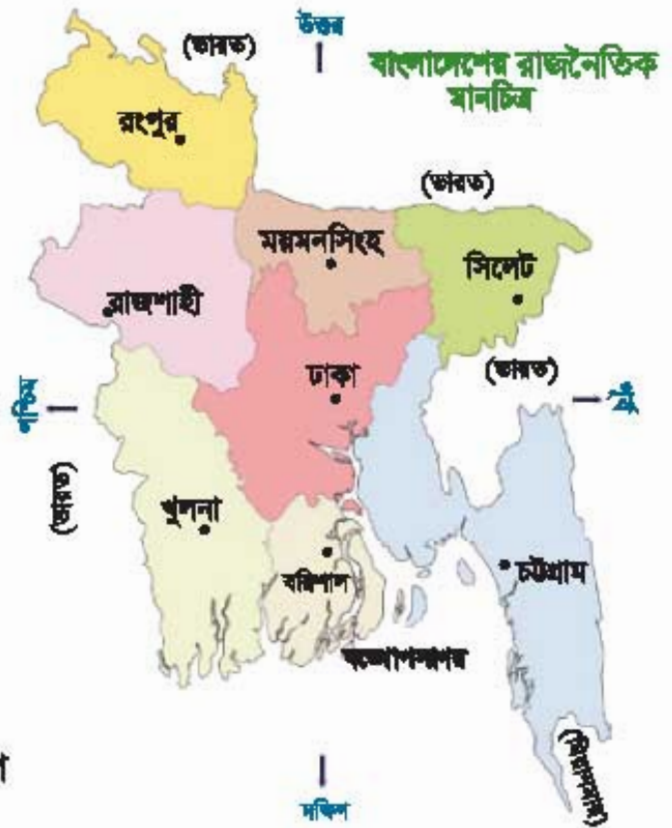 উত্তর
(ভারত)
বাংলাদেশের রাজনৈতিক
মানচিত্র
রংপুর
(ভারত)
ময়মনসিংহ
সিলেট
রাজশাহী
(ভারত)
ঢাকা
পশ্চিম
পূর্ব
(ভারত)
খুলনা
বরিশাল
চট্টগ্রাম
বঙ্গোপসাগর
(মিয়ানমার)
দক্ষিণ